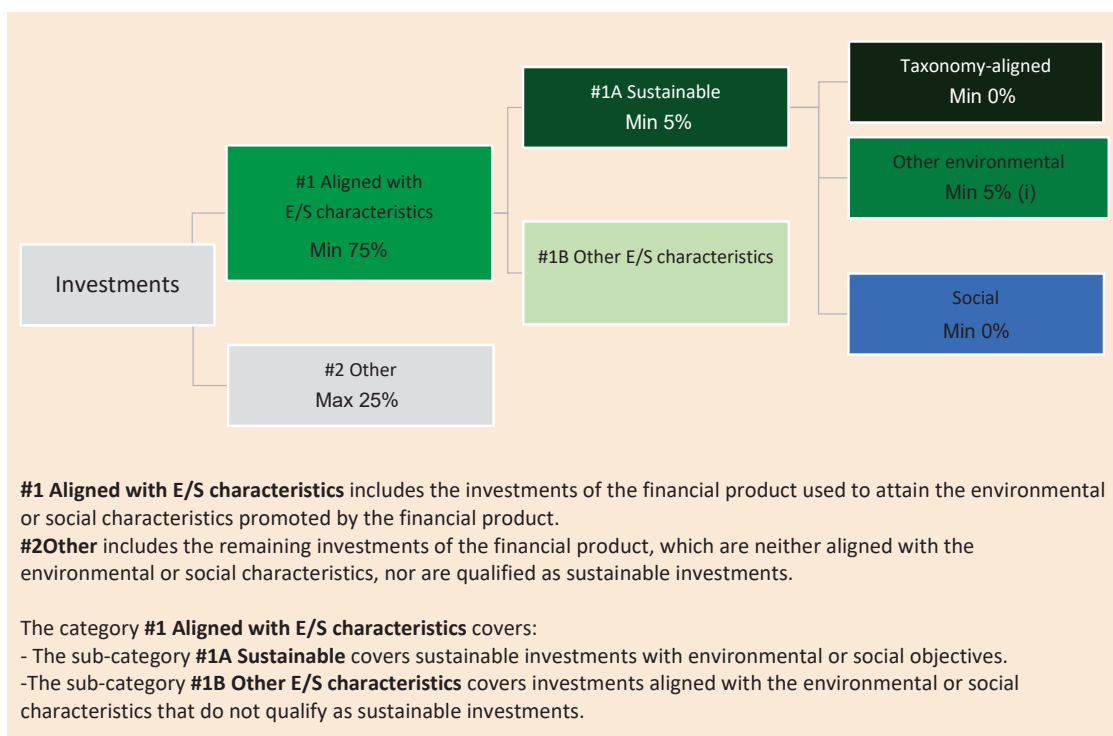 Investments
#1 Aligned with
E/S characteristics
Min 75%
#2 Other
Max 25%
#1A Sustainable
Min 5%
#1B Other E/S characteristics
Taxonomy-aligned
Min 0%
Other environmental
Min 5% (i)
Social
Min 0%
#1 Aligned with E/S characteristics includes the investments of the financial product used to attain the environmental
or social characteristics promoted by the financial product.
#2Other includes the remaining investments of the financial product, which are neither aligned with the
environmental or social characteristics, nor are qualified as sustainable investments.
The category #1 Aligned with E/S characteristics covers:
- The sub-category #1A Sustainable covers sustainable investments with environmental or social objectives.
-The sub-category #1B Other E/S characteristics covers investments aligned with the environmental or social
characteristics that do not qualify as sustainable investments.